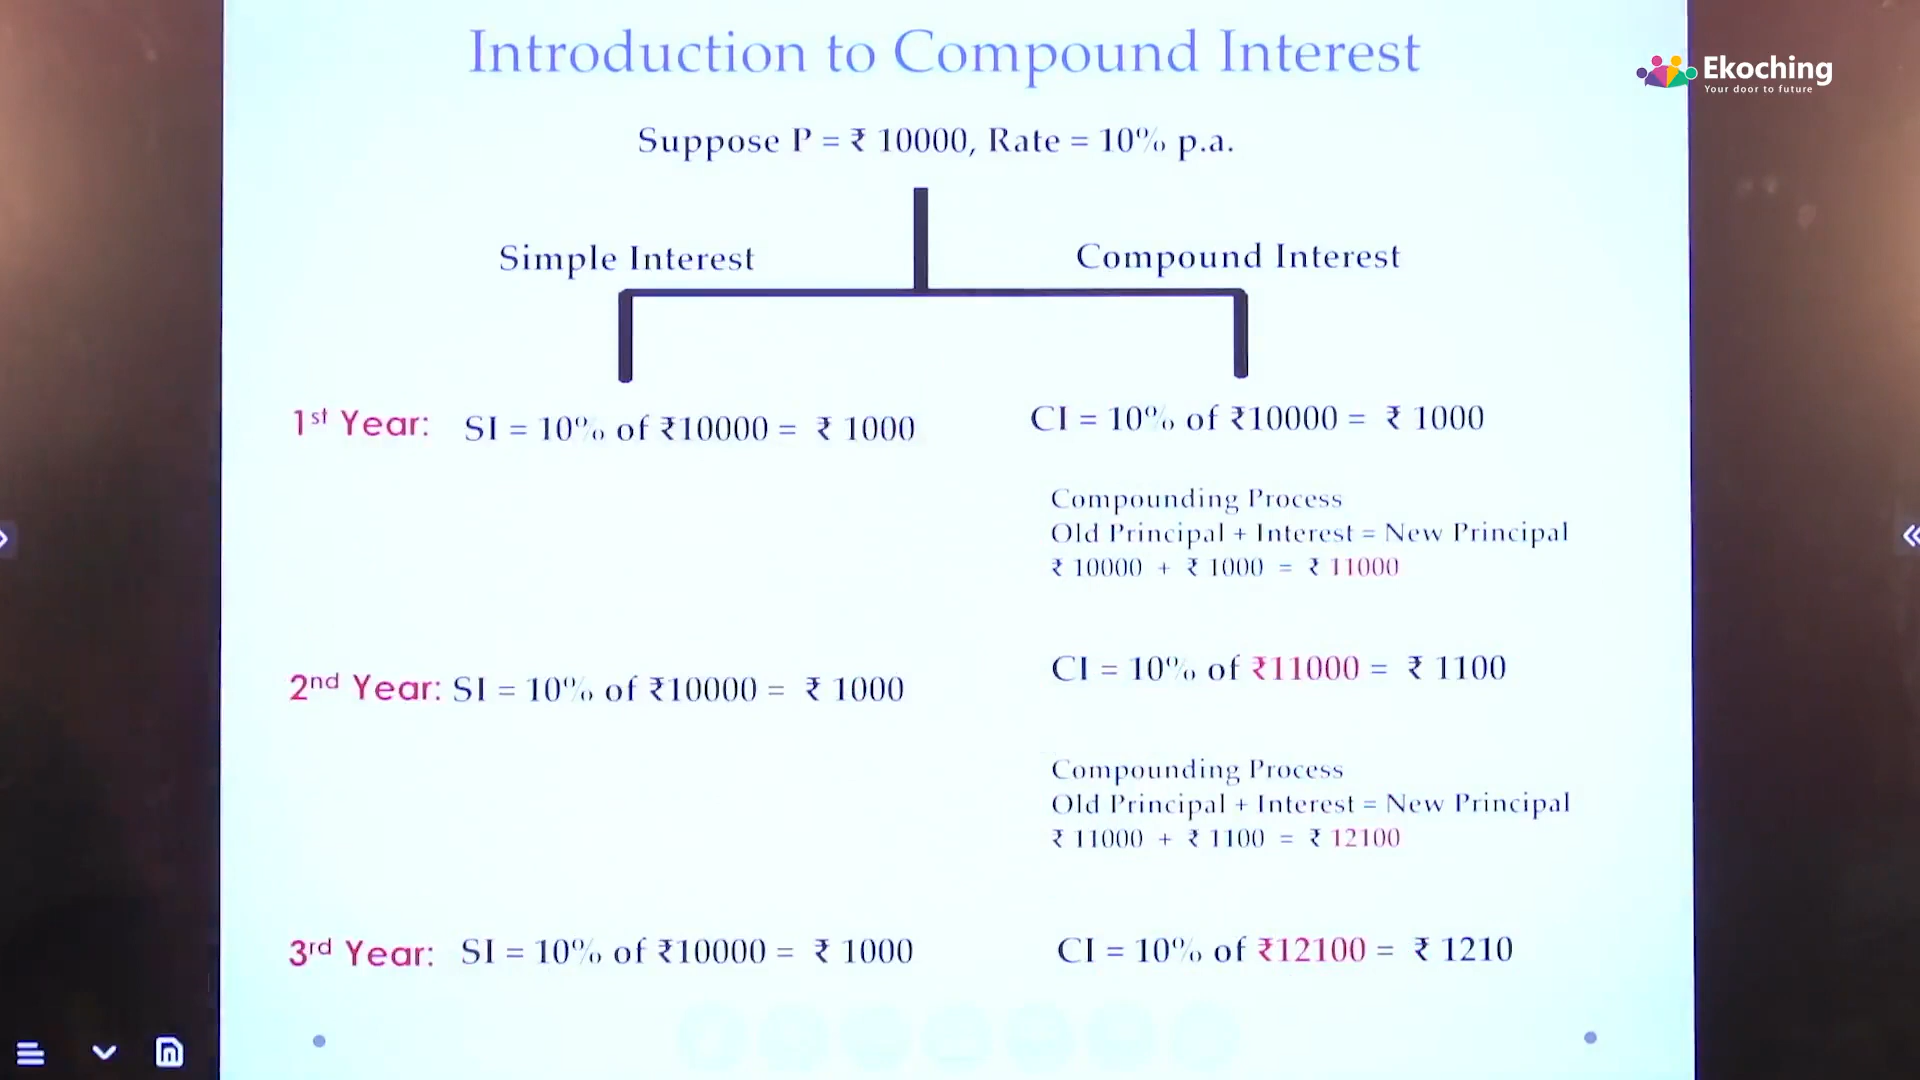 Introduction to Compound Interest
Ekoching
Your door to future
Suppose P = ₹ 10000, Rate = 10% p.a.
Simple Interest
Compound Interest
1st Year: SI = 10% of ₹10000 = ₹ 1000
CI = 10% of ₹10000 = ₹ 1000
Compounding Process
Old Principal + Interest = New Principal
₹ 10000 + ₹ 1000 = ₹ 11000
2nd Year: SI = 10% of ₹10000 = ₹ 1000
CI = 10% of ₹11000 = ₹ 1100
Compounding Process
Old Principal + Interest = New Principal
₹ 11000 + ₹ 1100 = ₹ 12100
3rd Year: SI = 10% of ₹10000 = ₹ 1000
CI = 10% of ₹12100 = ₹ 1210